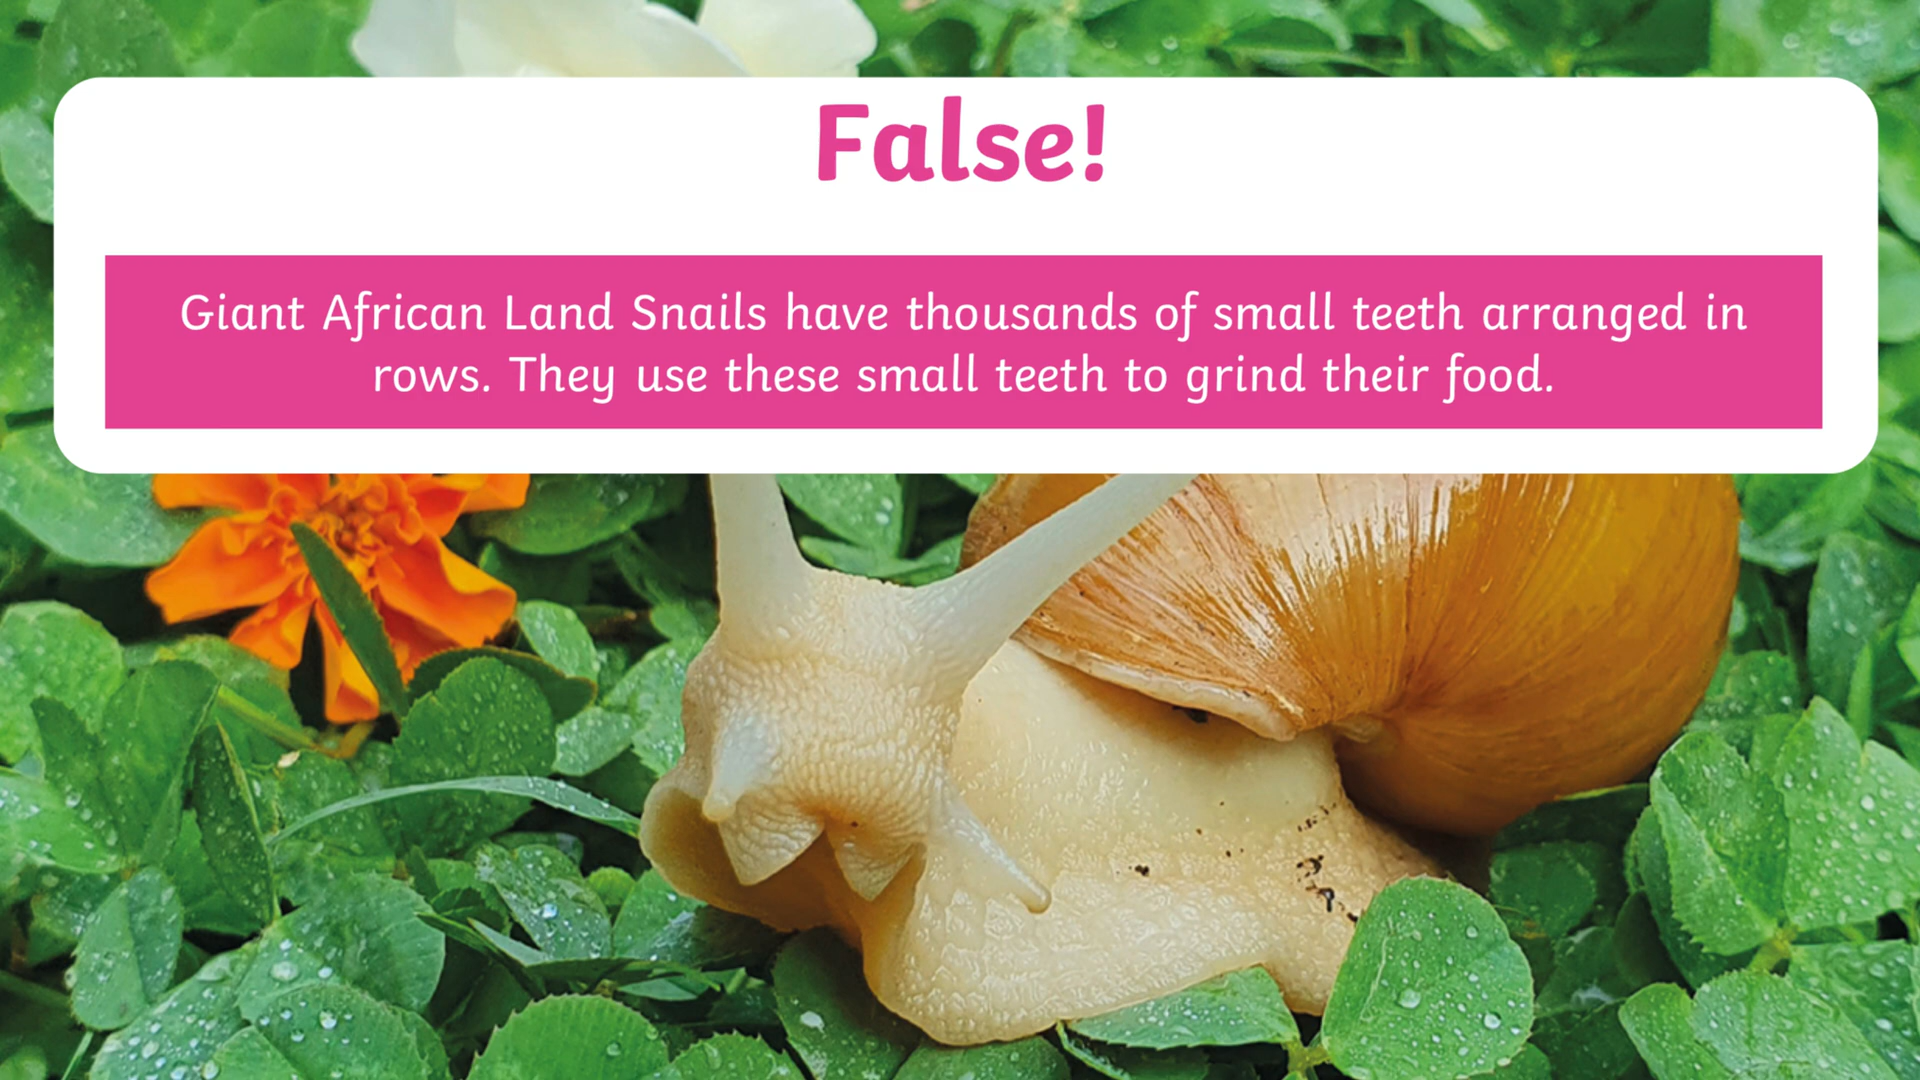 False!
Giant African Land Snails have thousands of small teeth arranged in
rows. They use these small teeth to grind their food.